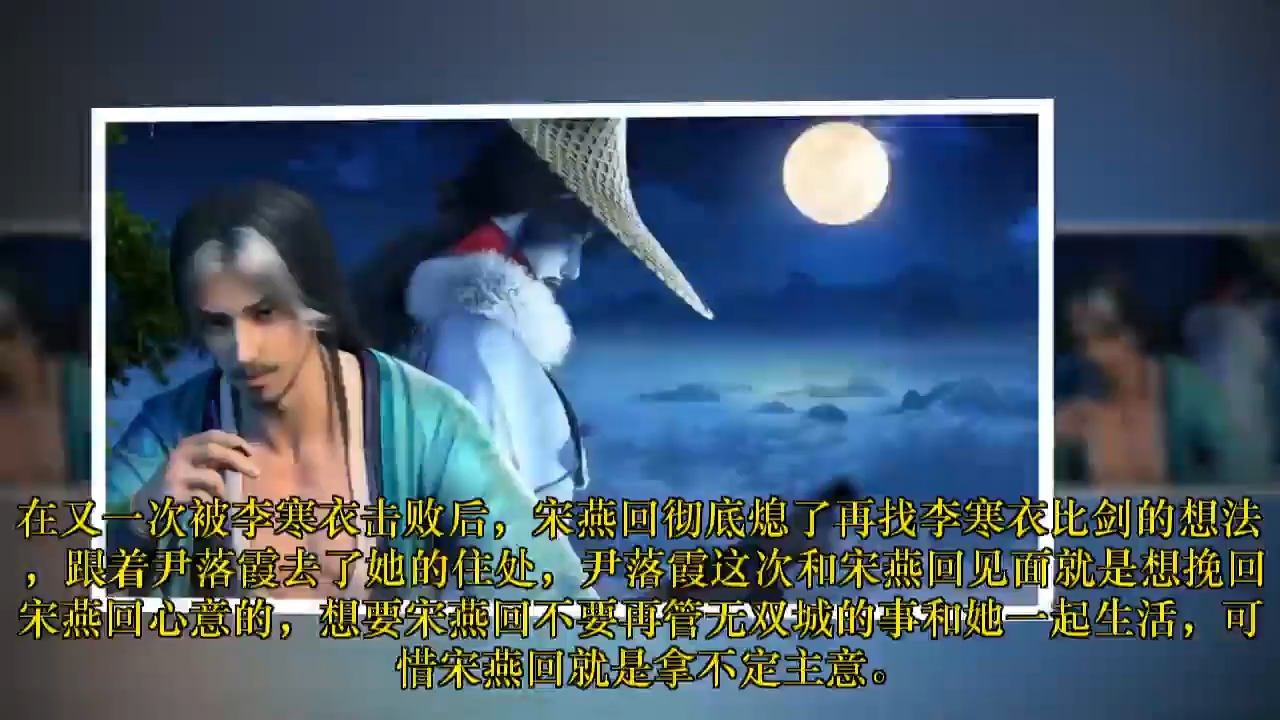 在又一次被李寒衣击败后，宋燕回彻底熄了再找李寒衣比剑的想法
，跟着尹落霞去了她的住处，尹落霞这次和宋燕回见面就是想挽回
宋燕回心意的，想要宋燕回不要再管无双城的事和她一起生活，可
惜宋燕回就是拿不定主意。